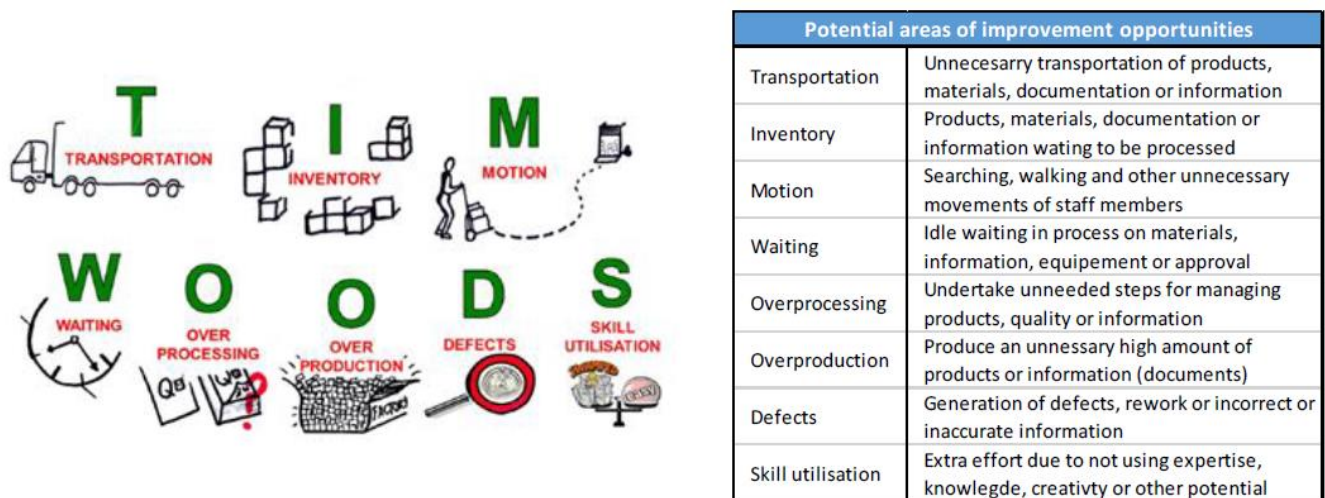 T
TRANSPORTATION
I
INVENTORY
M
MOTION
W
WAITING
O
OVER
PROCESSING
O
OVER
PRODUCTION
FACTORY
D
DEFECTS
S
SKILL
UTILISATION
easy
Potential areas of improvement opportunities
Transportation
Unnecesarry transportation of products,
materials, documentation or information
Inventory
Products, materials, documentation or
information wating to be processed
Motion
Searching, walking and other unnecessary
movements of staff members
Waiting
Idle waiting in process on materials,
information, equipement or approval
Overprocessing
Undertake unneeded steps for managing
products, quality or information
Overproduction
Produce an unnessary high amount of
products or information (documents)
Defects
Generation of defects, rework or incorrect or
inaccurate information
Skill utilisation
Extra effort due to not using expertise,
knowlegde, creativty or other potential